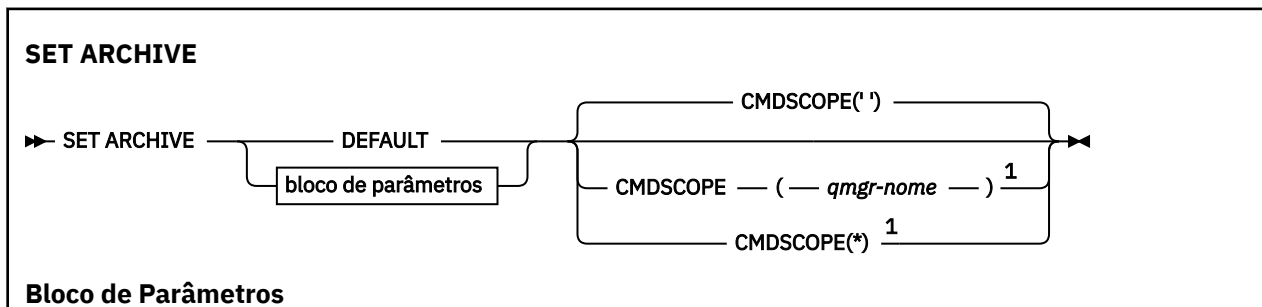 SET ARCHIVE
CMDSCOPE(' ')
SET ARCHIVE DEFAULT
bloco de parâmetros
CMDSCOPE ( qmgr-nome ) 1
CMDSCOPE(*) 1
Bloco de Parâmetros